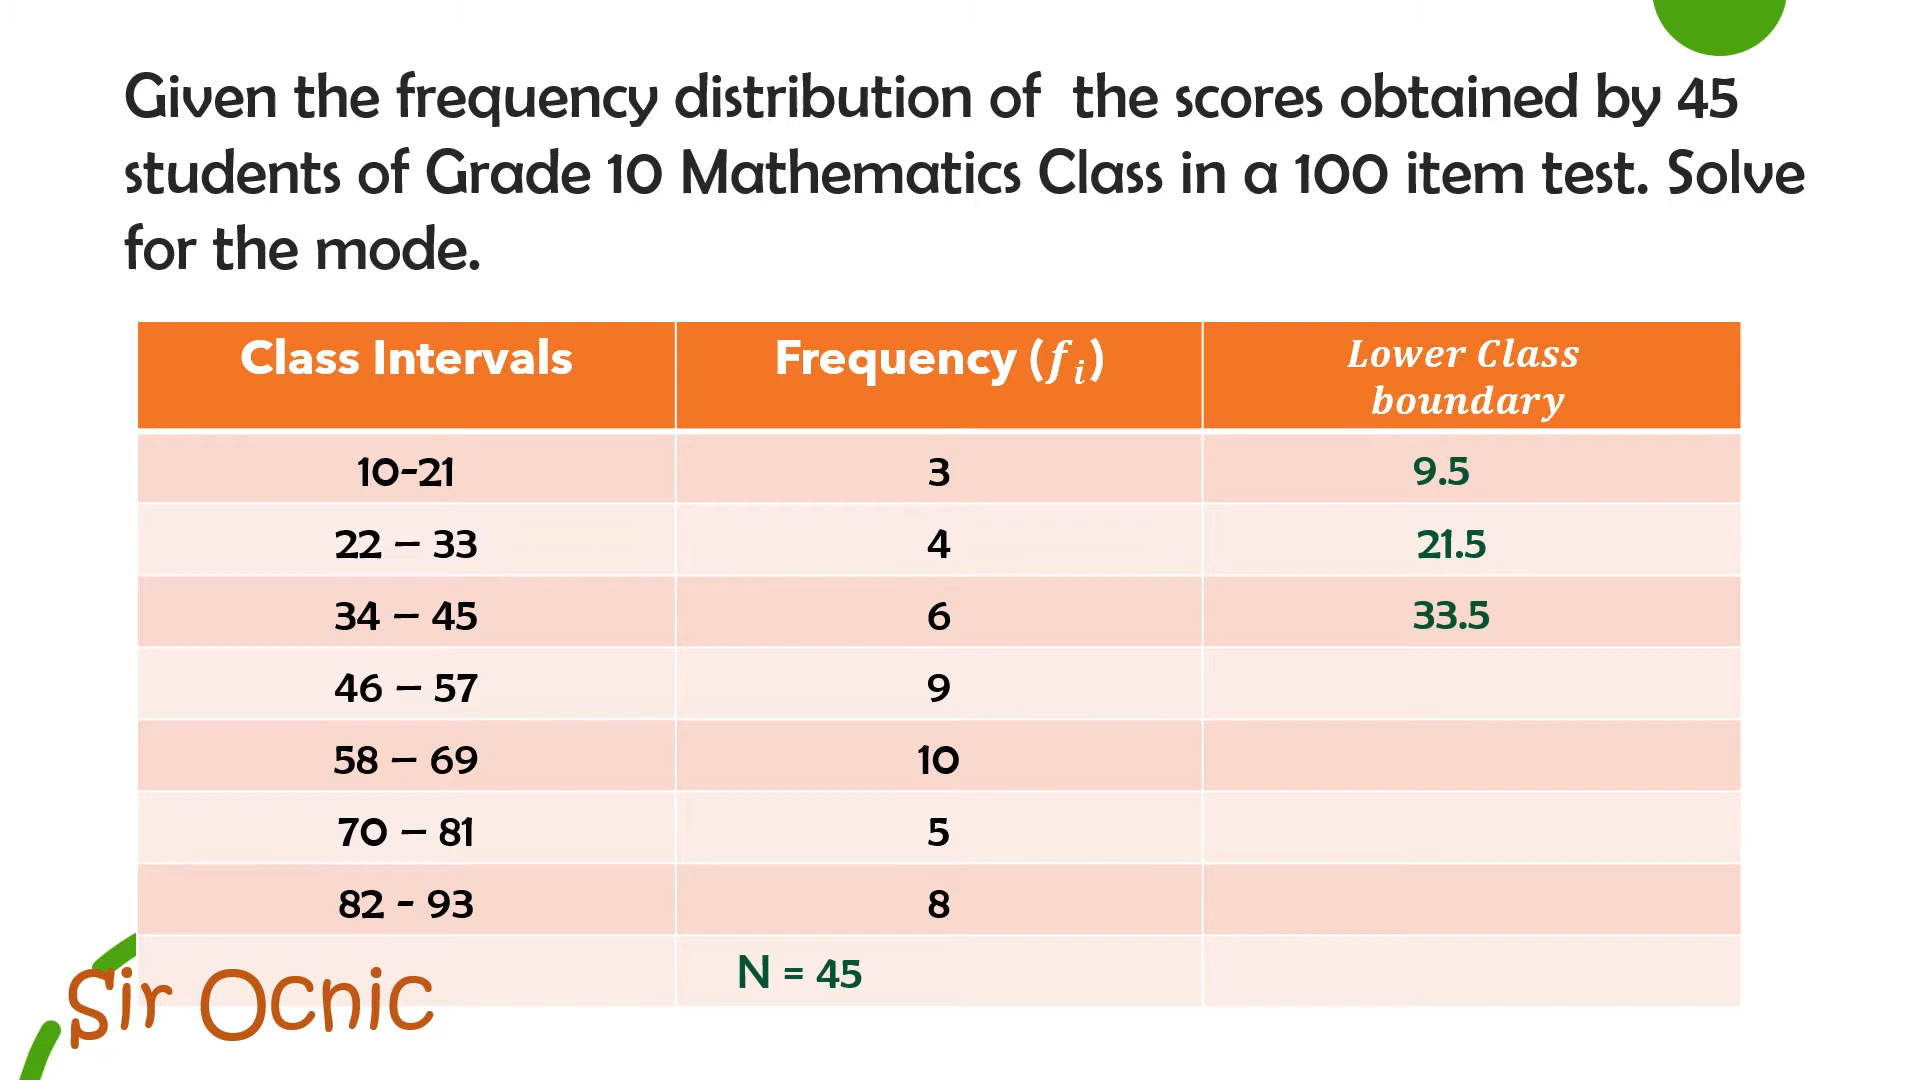 Given the frequency distribution of the scores obtained by 45
students of Grade 10 Mathematics Class in a 100 item test. Solve
for the mode.
Class Intervals Frequency (fᵢ) Lower Class
boundary
10-21 3 9.5
22 – 33 4 21.5
34 – 45 6 33.5
46 – 57 9
58 – 69 10
70 – 81 5
82 - 93 8
N = 45
Sir Ocnic